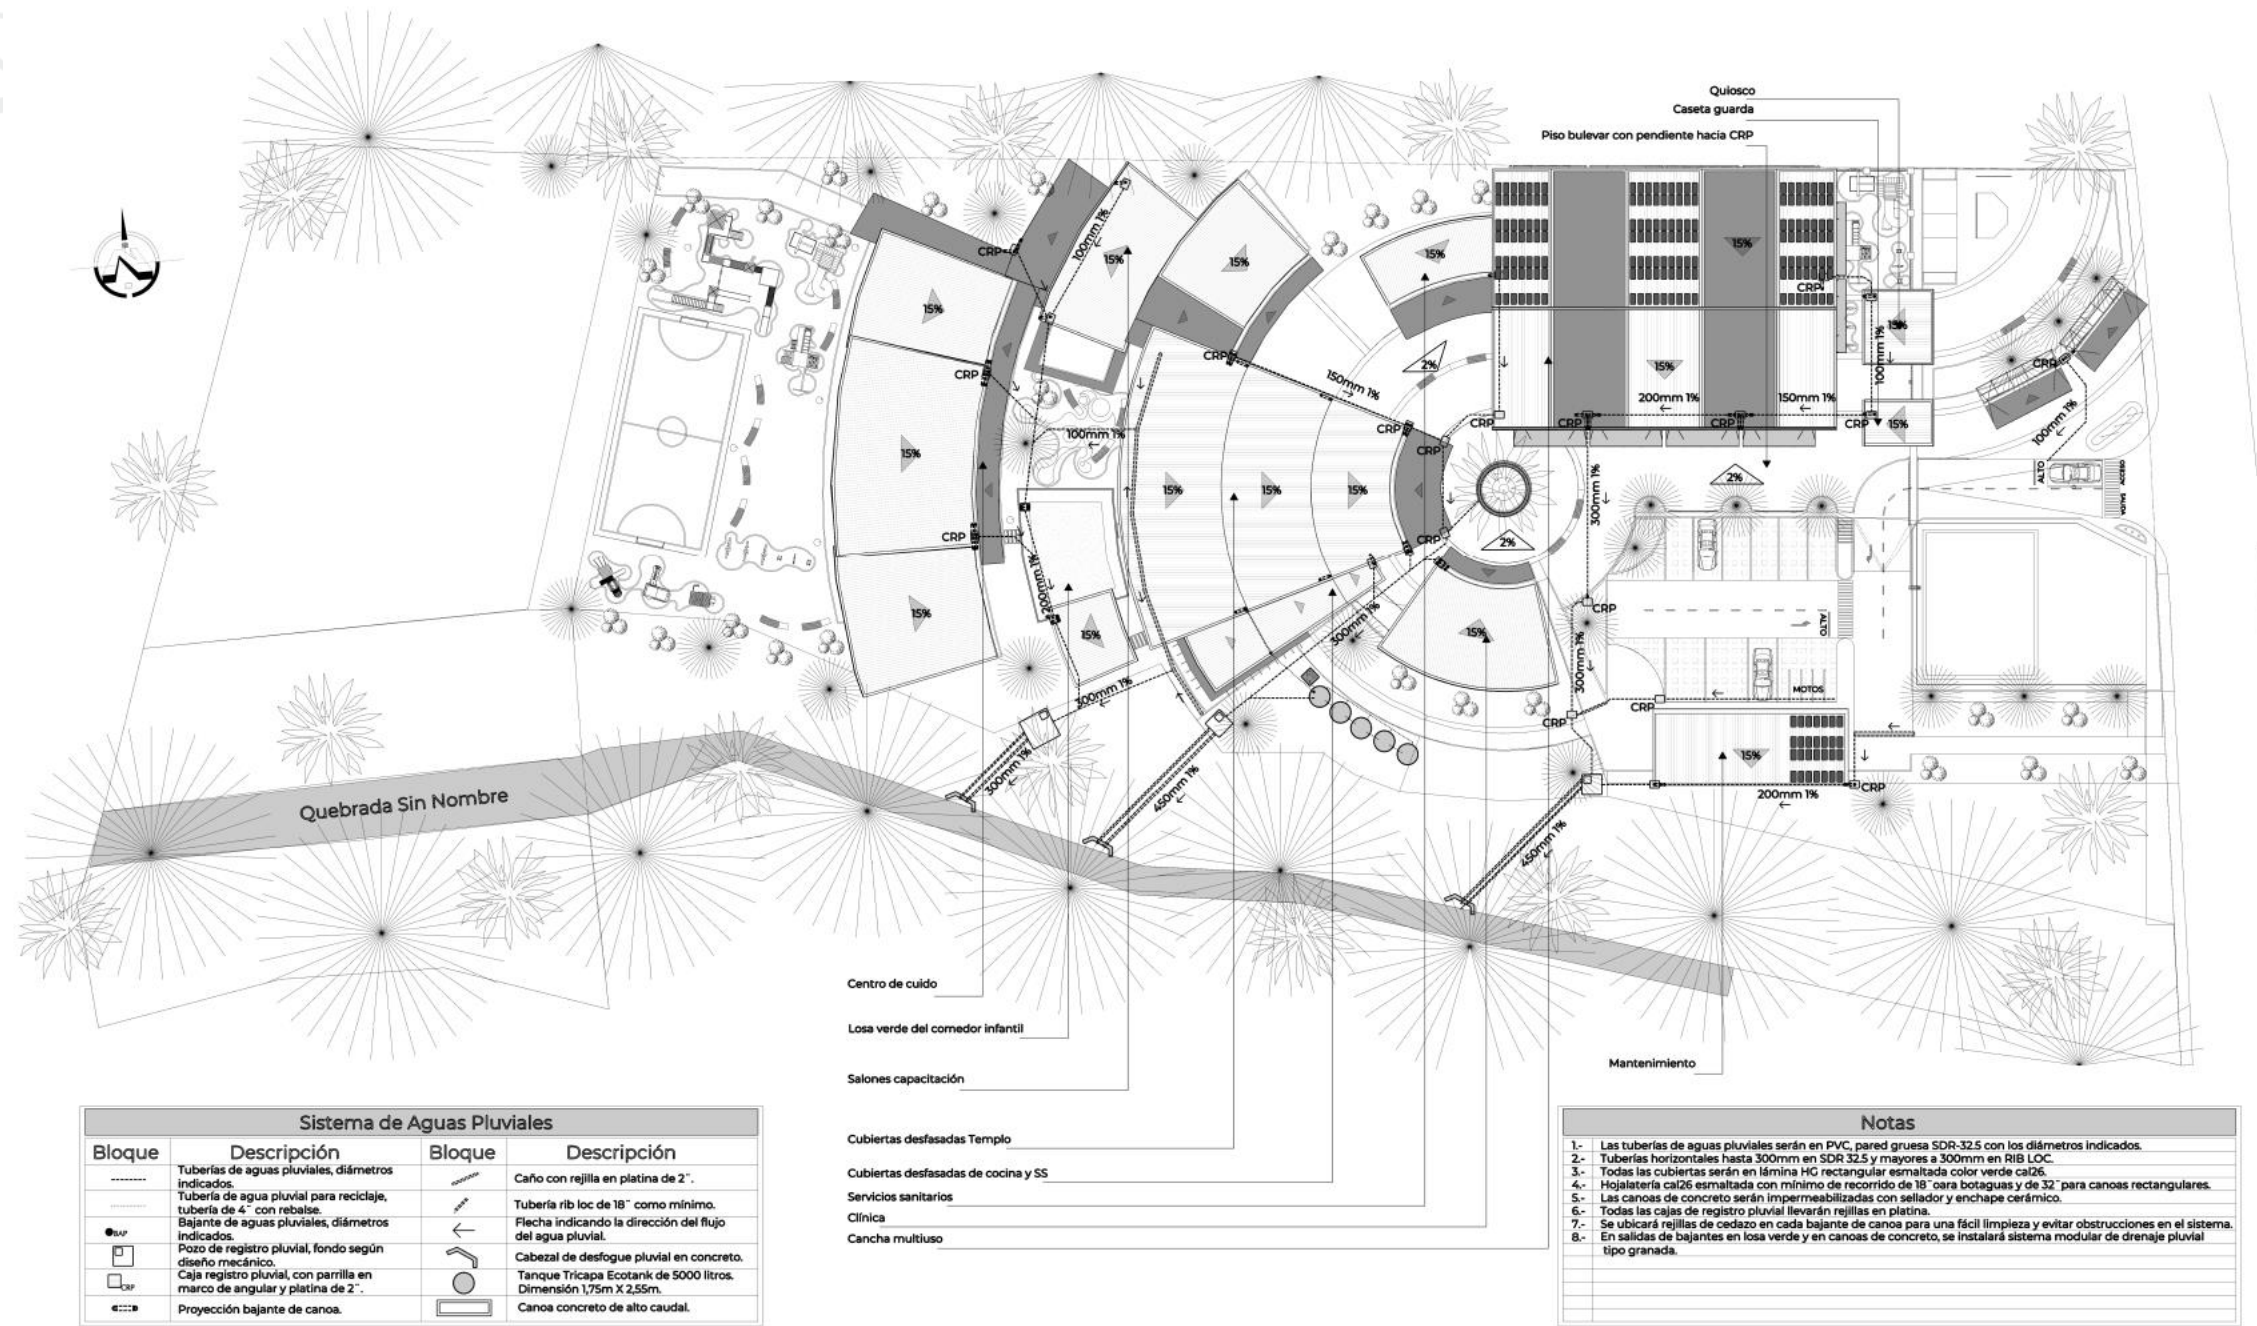 Quiosco
Caseta guarda
Piso bulevar con pendiente hacia CRP
CRP
100mm 1%
15%
15%
15%
15%
15%
CRP
15%
CRP
100mm 1%
CRP
150mm 1%
2%
15%
200mm 1%
150mm 1%
CRP
CRP
CRP
CRP
CRP
CRP
15%
15%
100mm 1%
CRP
100mm 1%
15%
15%
15%
15%
2%
2%
ALTO
ACCESO
SALIDA
300mm 1%
CRP
CRP
200mm 1%
15%
15%
300mm 1%
15%
CRP
300mm 1%
ALTO
300mm 1%
MOTOS
CRP
CRP
15%
300mm 1%
450mm 1%
200mm 1%
CRP
450mm 1%
Quebrada Sin Nombre
Centro de cuido
Losa verde del comedor infantil
Salones capacitación
Cubiertas desfasadas Templo
Cubiertas desfasadas de cocina y SS
Servicios sanitarios
Clínica
Cancha multiuso
Mantenimiento
Sistema de Aguas Pluviales
Bloque Descripción Bloque Descripción
Tuberías de aguas pluviales, diámetros
indicados.
Caño con rejilla en platina de 2¨.
Tubería de agua pluvial para reciclaje,
tubería de 4¨ con rebalse.
Tubería rib loc de 18¨ como mínimo.
BAP
Bajante de aguas pluviales, diámetros
indicados.
Flecha indicando la dirección del flujo
del agua pluvial.
Pozo de registro pluvial, fondo según
diseño mecánico.
Cabezal de desfogue pluvial en concreto.
CRP
Caja registro pluvial, con parrilla en
marco de angular y platina de 2¨.
Tanque Tricapa Ecotank de 5000 litros.
Dimensión 1,75m X 2,55m.
Proyección bajante de canoa.
Canoa concreto de alto caudal.
Notas
1.- Las tuberías de aguas pluviales serán en PVC, pared gruesa SDR-32.5 con los diámetros indicados.
2.- Tuberías horizontales hasta 300mm en SDR 32.5 y mayores a 300mm en RIB LOC.
3.- Todas las cubiertas serán en lámina HG rectangular esmaltada color verde cal26.
4.- Hojalatería cal26 esmaltada con mínimo de recorrido de 18¨oara botaguas y de 32¨para canoas rectangulares.
5.- Las canoas de concreto serán impermeabilizadas con sellador y enchape cerámico.
6.- Todas las cajas de registro pluvial llevarán rejillas en platina.
7.- Se ubicará rejillas de cedazo en cada bajante de canoa para una fácil limpieza y evitar obstrucciones en el sistema.
8.- En salidas de bajantes en losa verde y en canoas de concreto, se instalará sistema modular de drenaje pluvial
tipo granada.